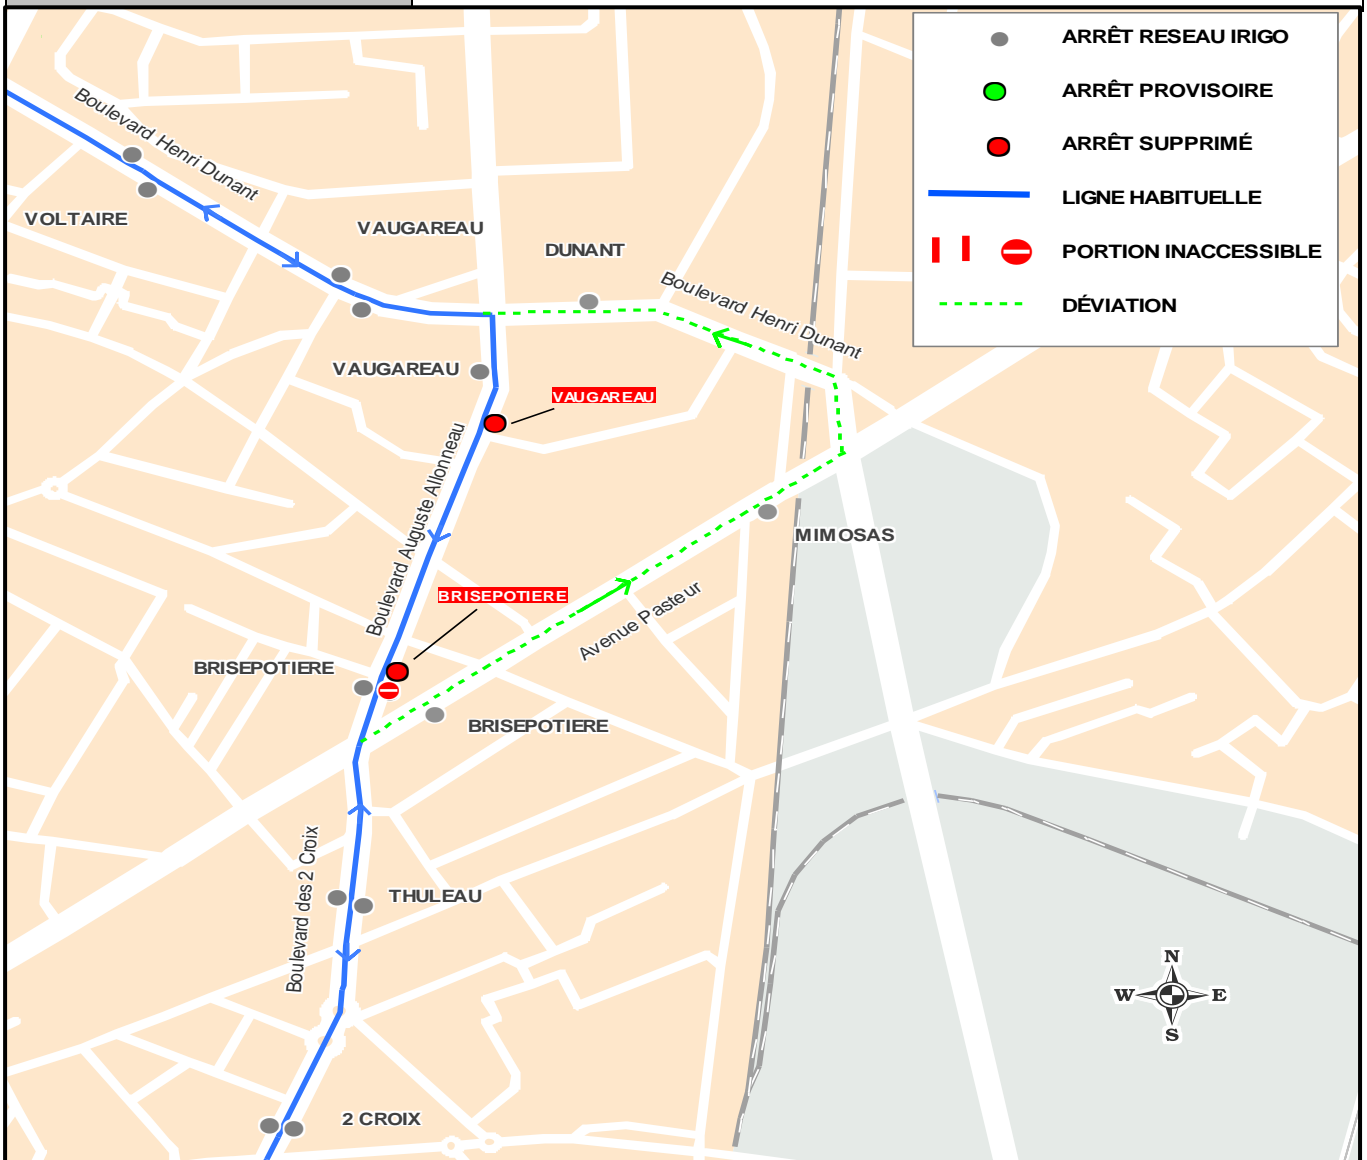 ARRÊT RESEAU IRIGO
ARRÊT PROVISOIRE
ARRÊT SUPPRIMÉ
LIGNE HABITUELLE
PORTION INACCESSIBLE
DÉVIATION
Boulevard Henri Dunant
VOLTAIRE
VAUGAREAU
DUNANT
Boulevard Henri Dunant
VAUGAREAU
VAUGAREAU
Boulevard Auguste Allonneau
MIMOSAS
BRISEPOTIERE
Avenue Pasteur
BRISEPOTIERE
BRISEPOTIERE
Boulevard des 2 Croix
THULEAU
N
W
E
S
2 CROIX